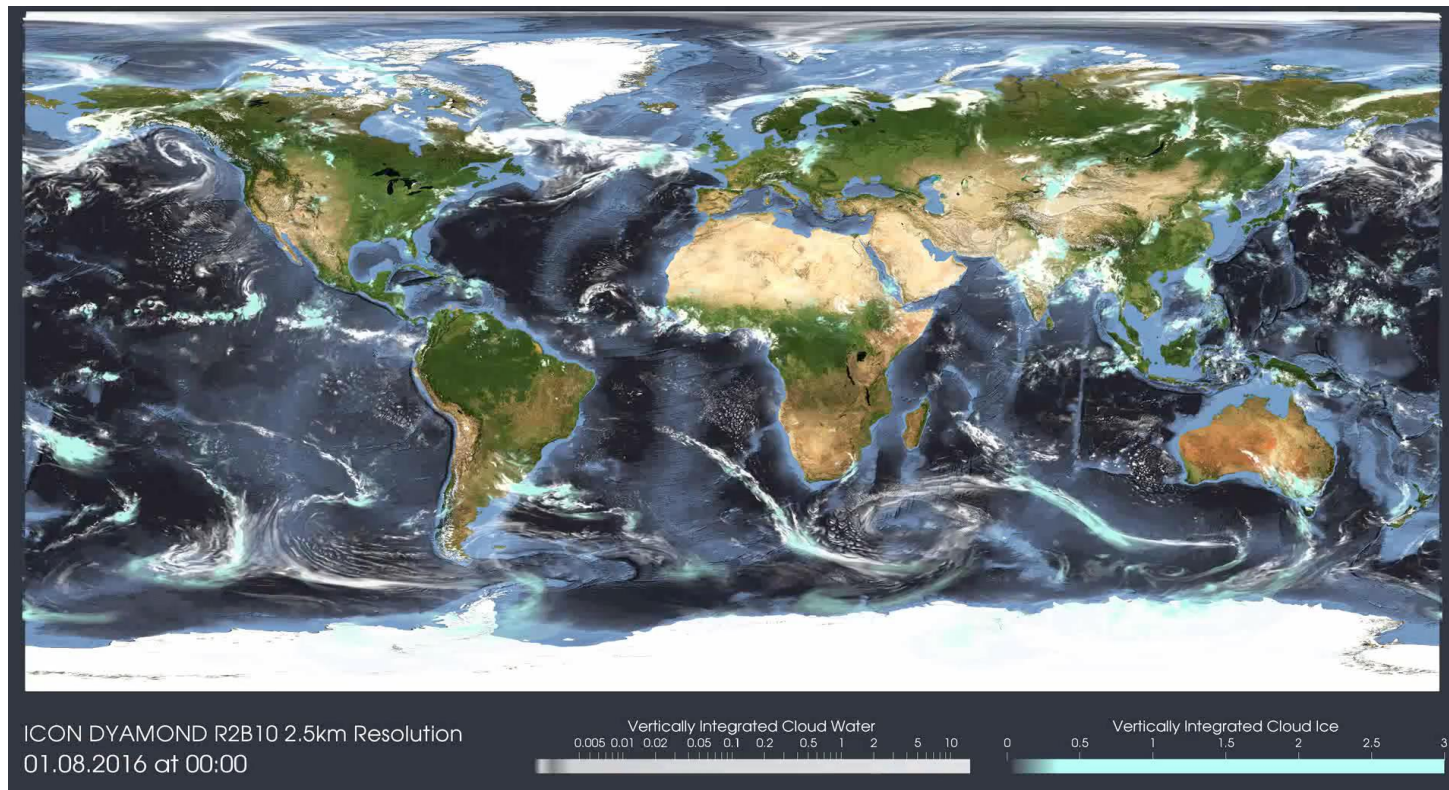 ICON DYAMOND R2B10 2.5km Resolution
01.08.2016 at 00:00
Vertically Integrated Cloud Water
0.005 0.01 0.02 0.05 0.1 0.2 0.5 1 2 5 10
Vertically Integrated Cloud Ice
0 0.5 1 1.5 2 2.5 3